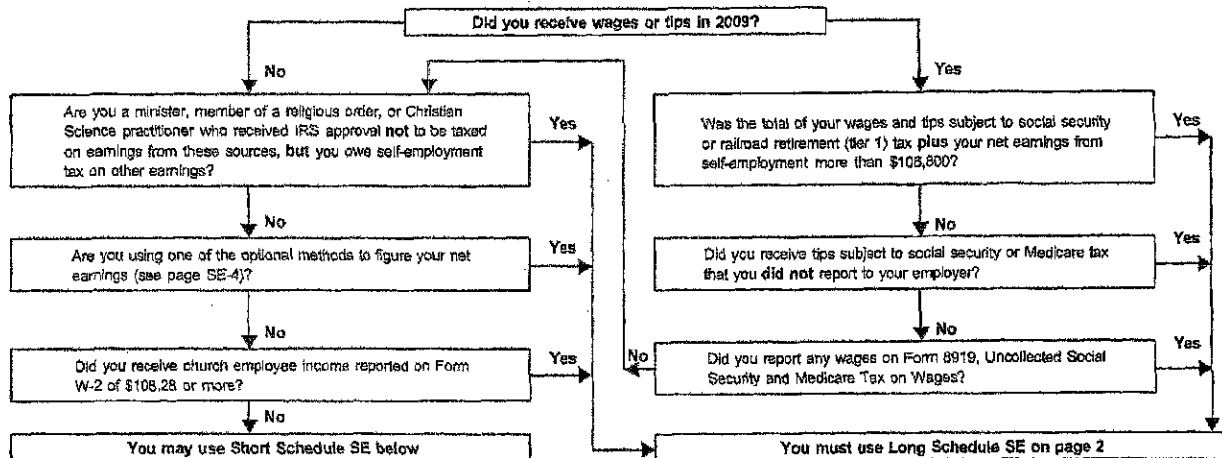 Did you receive wages or tips in 2009?
No
Yes
Are you a minister, member of a religious order, or Christian
Science practitioner who received IRS approval not to be taxed
on earnings from these sources, but you owe self-employment
tax on other earnings?
Yes
Was the total of your wages and tips subject to social security
or railroad retirement (tier 1) tax plus your net earnings from
self-employment more than $106,800?
Yes
No
No
Are you using one of the optional methods to figure your net
earnings (see page SE-4)?
Yes
Did you receive tips subject to social security or Medicare tax
that you did not report to your employer?
Yes
No
No
Did you receive church employee income reported on Form
W-2 of $108.28 or more?
Yes
No
Did you report any wages on Form 8919, Uncollected Social
Security and Medicare Tax on Wages?
Yes
No
You may use Short Schedule SE below
You must use Long Schedule SE on page 2